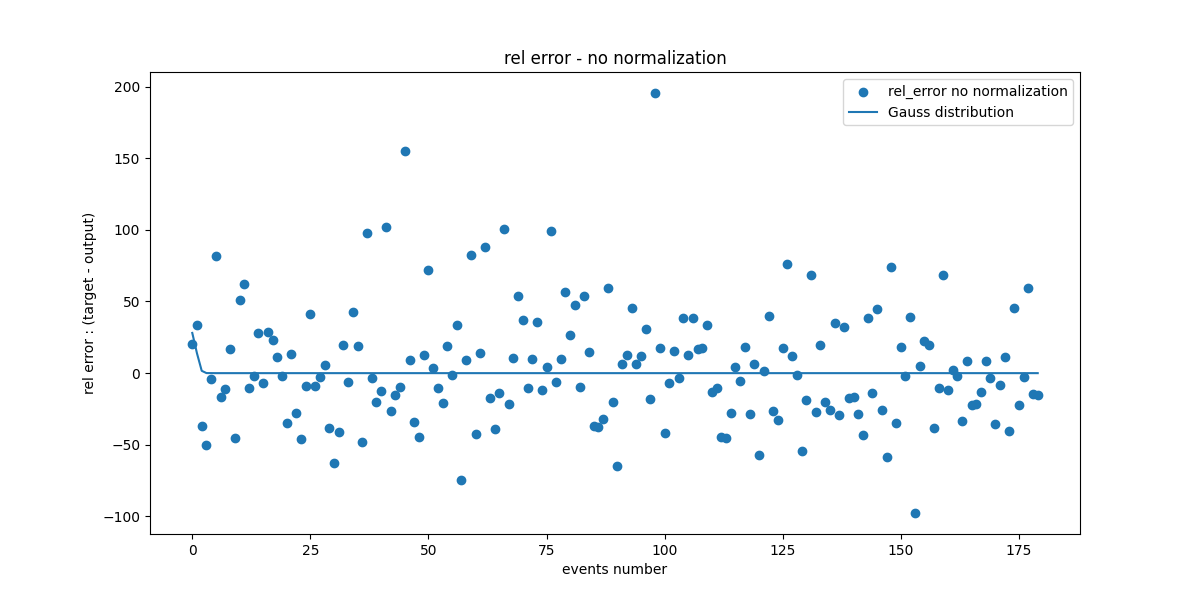 rel error - no normalization
rel_error no normalization
Gauss distribution
rel error : (target - output)
200
150
100
50
0
−50
−100
0 25 50 75 100 125 150 175
events number